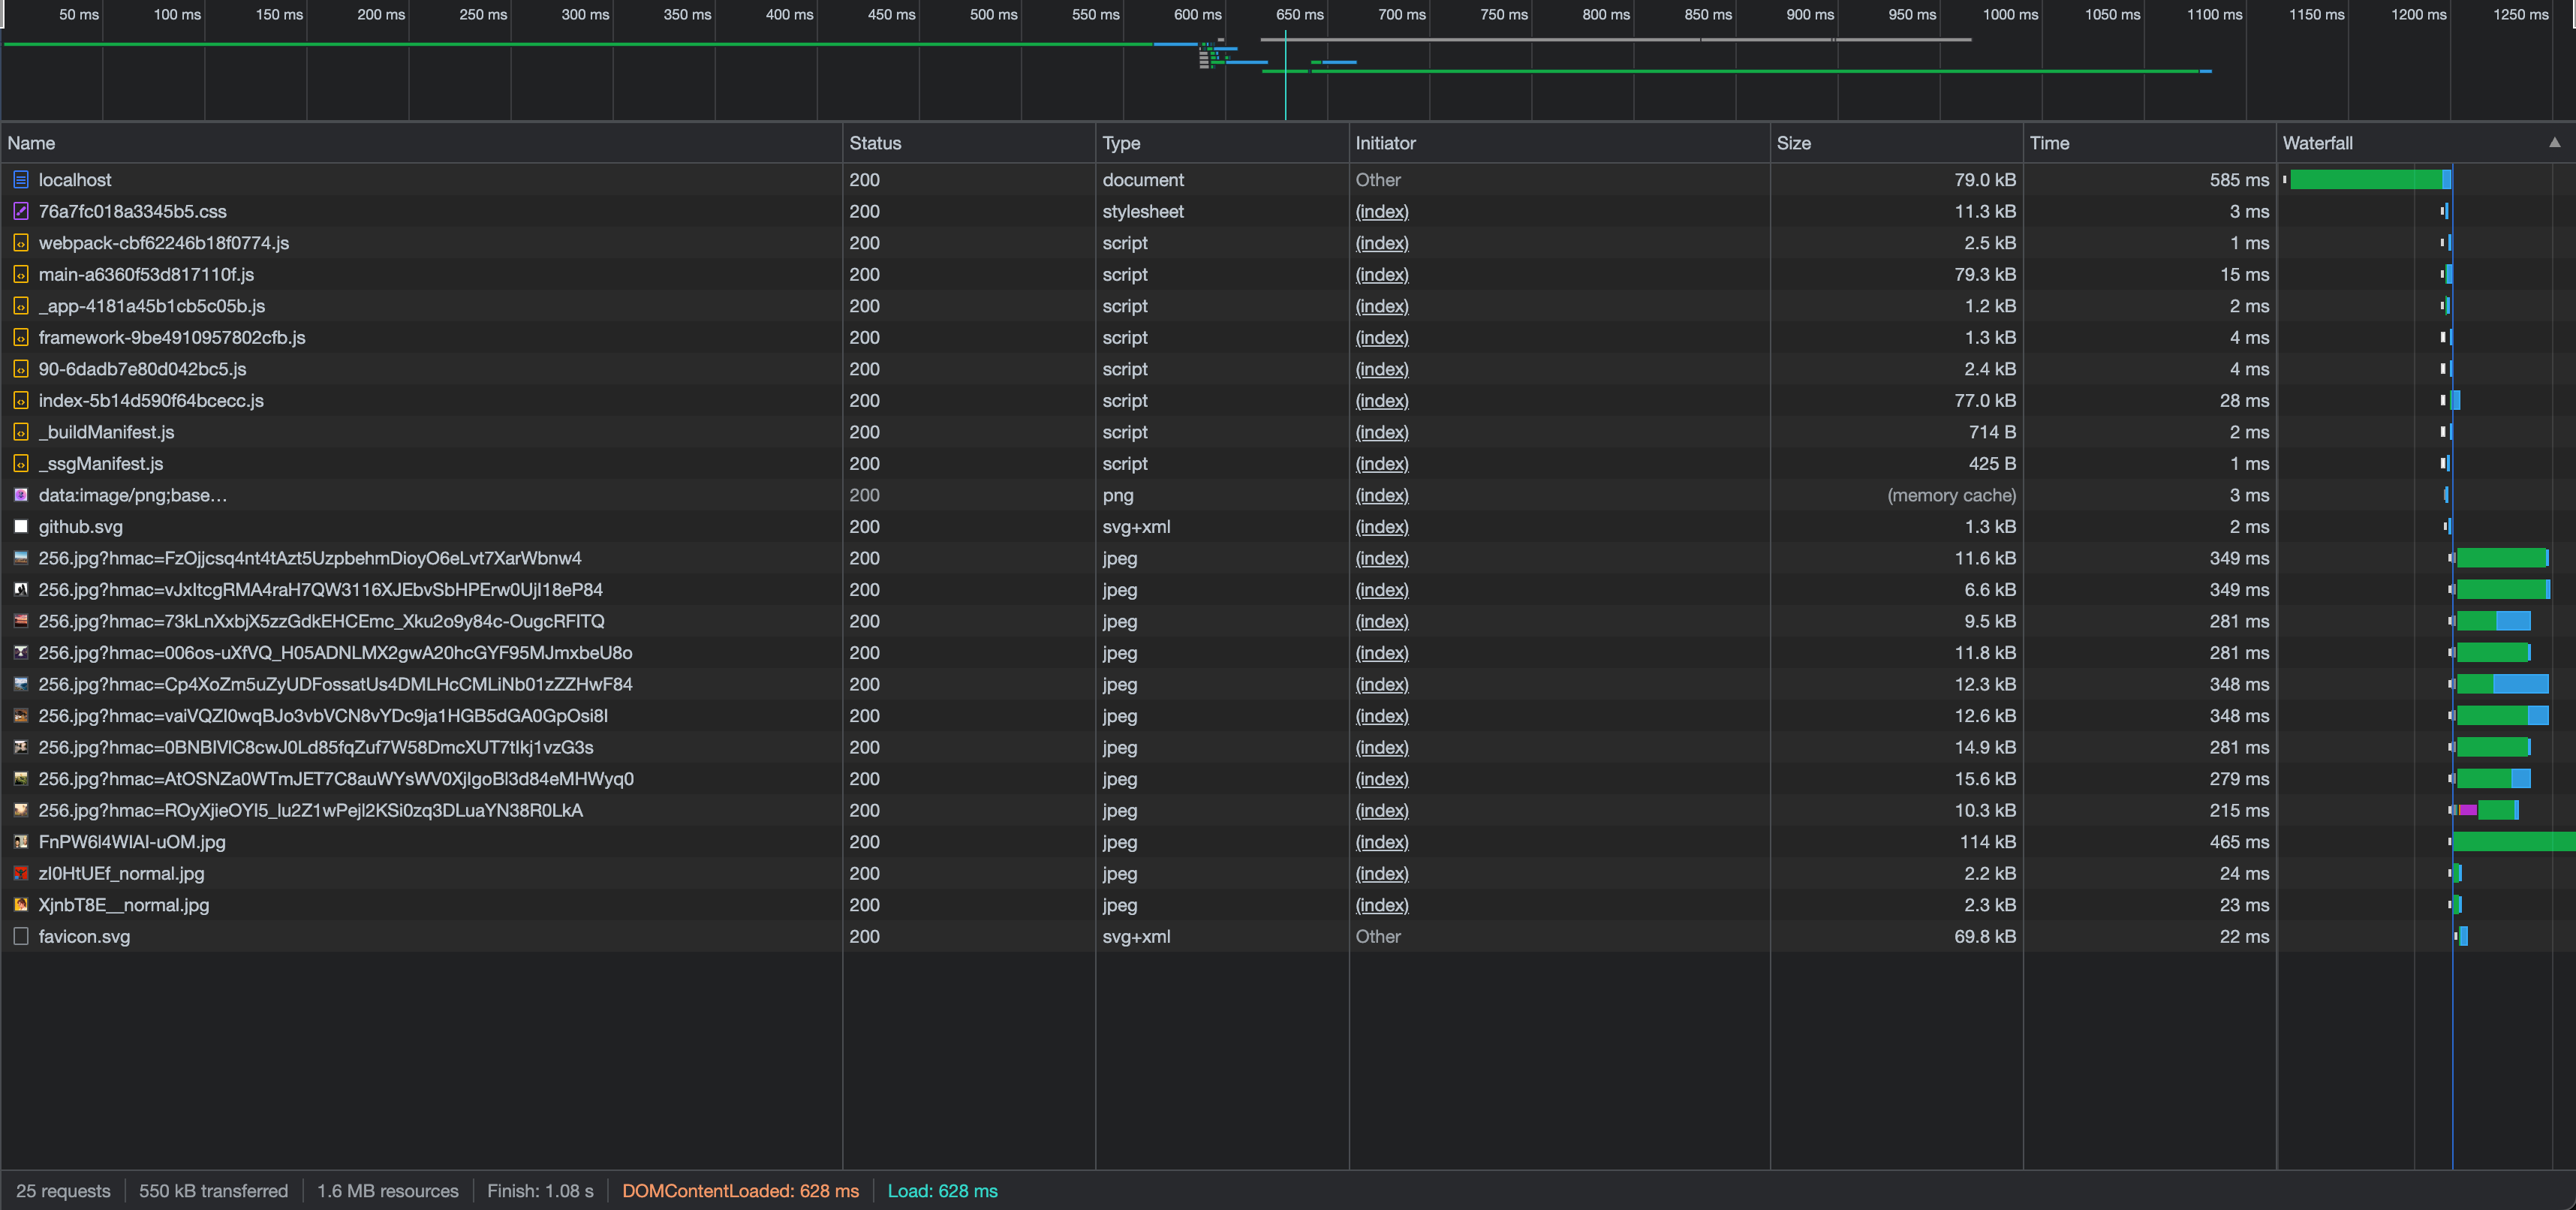 50 ms 100 ms 150 ms 200 ms 250 ms 300 ms 350 ms 400 ms 450 ms 500 ms 550 ms 600 ms 650 ms 700 ms 750 ms 800 ms 850 ms 900 ms 950 ms 1000 ms 1050 ms 1100 ms 1150 ms 1200 ms 1250 ms
Name Status Type Initiator Size Time Waterfall
localhost 200 document Other 79.0 kB 585 ms
76a7fc018a3345b5.css 200 stylesheet (index) 11.3 kB 3 ms
webpack-cbf62246b18f0774.js 200 script (index) 2.5 kB 1 ms
main-a6360f53d817110f.js 200 script (index) 79.3 kB 15 ms
_app-4181a45b1cb5c05b.js 200 script (index) 1.2 kB 2 ms
framework-9be4910957802cfb.js 200 script (index) 1.3 kB 4 ms
90-6dadb7e80d042bc5.js 200 script (index) 2.4 kB 4 ms
index-5b14d590f64bcecc.js 200 script (index) 77.0 kB 28 ms
_buildManifest.js 200 script (index) 714 B 2 ms
_ssgManifest.js 200 script (index) 425 B 1 ms
data:image/png;base… 200 png (index) (memory cache) 3 ms
github.svg 200 svg+xml (index) 1.3 kB 2 ms
256.jpg?hmac=FzOjjcsq4nt4tAzt5UzpbehmDioyO6eLvt7XarWbnw4 200 jpeg (index) 11.6 kB 349 ms
256.jpg?hmac=vJxItcgRMA4raH7QW3116XJEbvSbHPErw0UjI18eP84 200 jpeg (index) 6.6 kB 349 ms
256.jpg?hmac=73kLnXxbjX5zzGdkEHCEmc_Xku2o9y84c-OugcRFITQ 200 jpeg (index) 9.5 kB 281 ms
256.jpg?hmac=006os-uXfVQ_H05ADNLMX2gwA20hcGYF95MJmxbeU8o 200 jpeg (index) 11.8 kB 281 ms
256.jpg?hmac=Cp4XoZm5uZyUDFossatUs4DMLHcCMLiNb01zZZHwF84 200 jpeg (index) 12.3 kB 348 ms
256.jpg?hmac=vaiVQZI0wqBJo3vbVCN8vYDc9ja1HGB5dGA0GpOsi8I 200 jpeg (index) 12.6 kB 348 ms
256.jpg?hmac=0BNBIVIC8cwJ0Ld85fqZuf7W58DmcXUT7tIkj1vzG3s 200 jpeg (index) 14.9 kB 281 ms
256.jpg?hmac=AtOSNZa0WTmJET7C8auWYsWV0XjIgoBl3d84eMHWyq0 200 jpeg (index) 15.6 kB 279 ms
256.jpg?hmac=ROyXjieOYI5_lu2Z1wPejl2KSi0zq3DLuaYN38R0LkA 200 jpeg (index) 10.3 kB 215 ms
FnPW6l4WIAI-uOM.jpg 200 jpeg (index) 114 kB 465 ms
zl0HtUEf_normal.jpg 200 jpeg (index) 2.2 kB 24 ms
XjnbT8E__normal.jpg 200 jpeg (index) 2.3 kB 23 ms
favicon.svg 200 svg+xml Other 69.8 kB 22 ms
25 requests 550 kB transferred 1.6 MB resources Finish: 1.08 s DOMContentLoaded: 628 ms Load: 628 ms